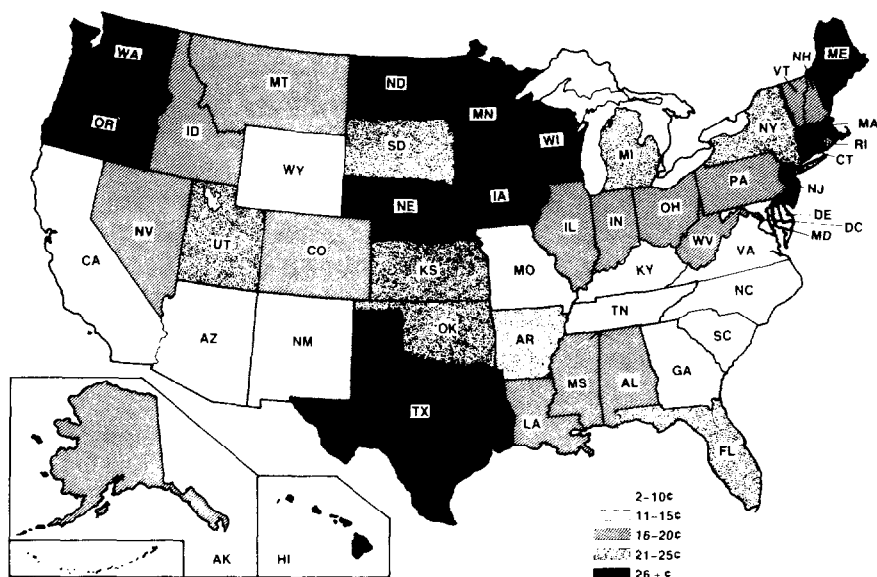 WA
MT
ND
MN
OR
ID
SD
WI
WY
MI
NE
IA
NY
NH
VT
ME
MA
RI
CT
PA
NJ
NV
UT
CO
IL
IN
OH
DE
DC
MD
WV
VA
CA
KS
MO
KY
NC
TN
AZ
NM
OK
AR
SC
MS
AL
GA
TX
LA
FL
AK
HI
2-10¢
11-15¢
16-20¢
21-25¢
26 + ¢